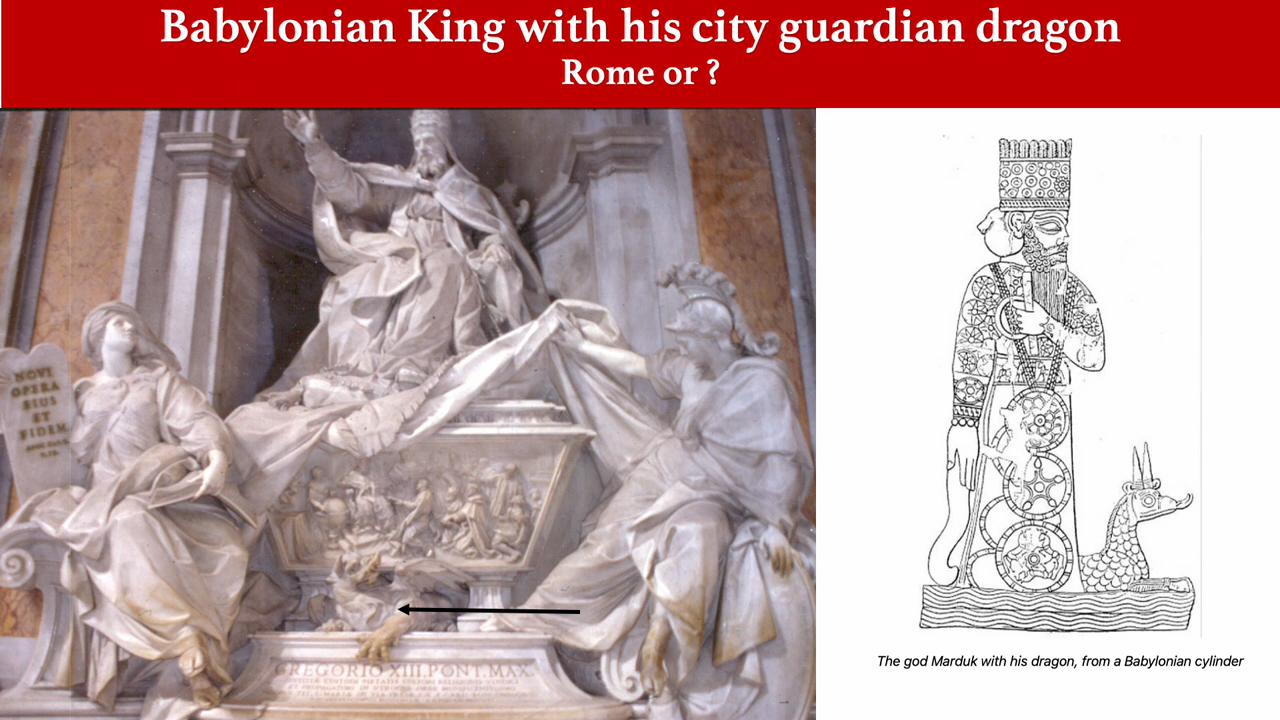 Babylonian King with his city guardian dragon
Rome or ?
NOVI
OPERA
EIUS
ET
FIDEM
GREGORIO XIII PONT. MAX.
The god Marduk with his dragon, from a Babylonian cylinder